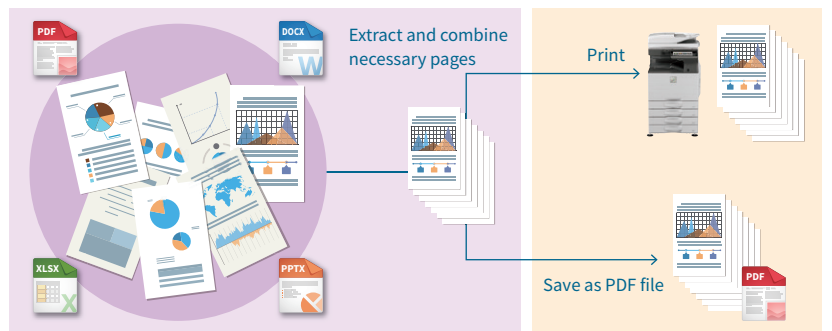 PDF
DOCX
W
Extract and combine
necessary pages
Print
XLSX
X
PPTX
Save as PDF file
PDF